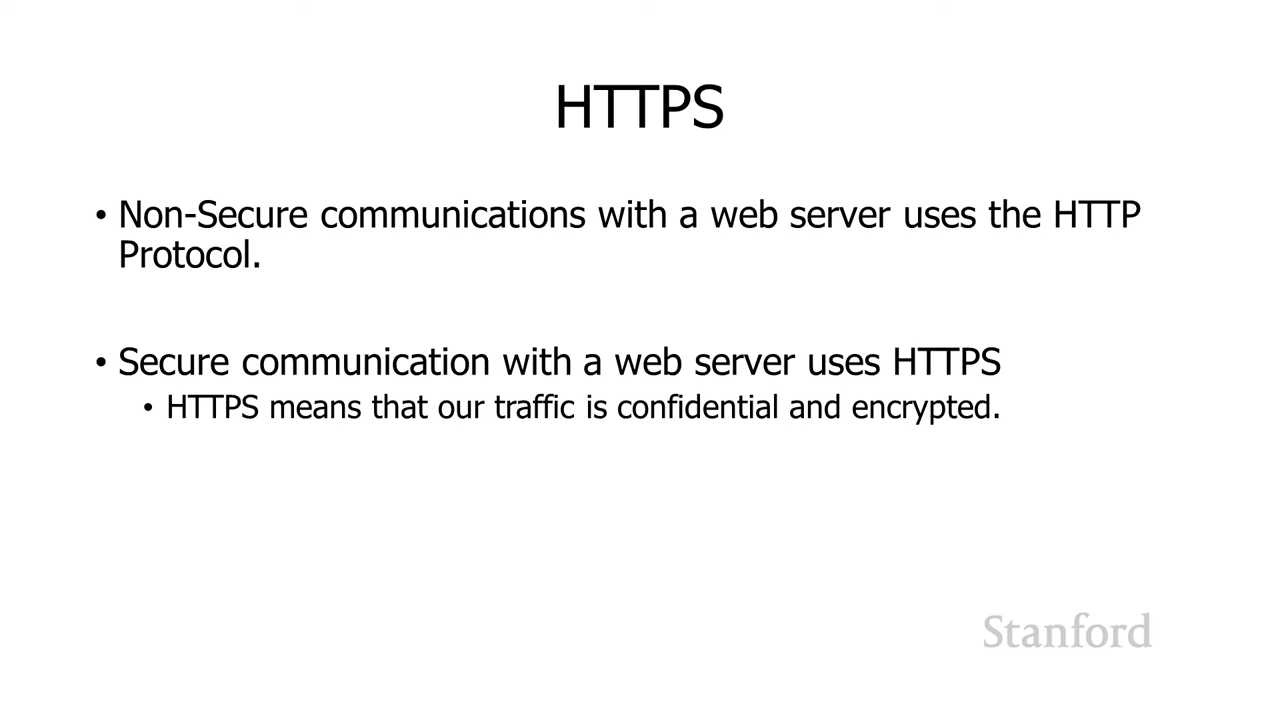 HTTPS
• Non-Secure communications with a web server uses the HTTP
Protocol.
• Secure communication with a web server uses HTTPS
• HTTPS means that our traffic is confidential and encrypted.
Stanford